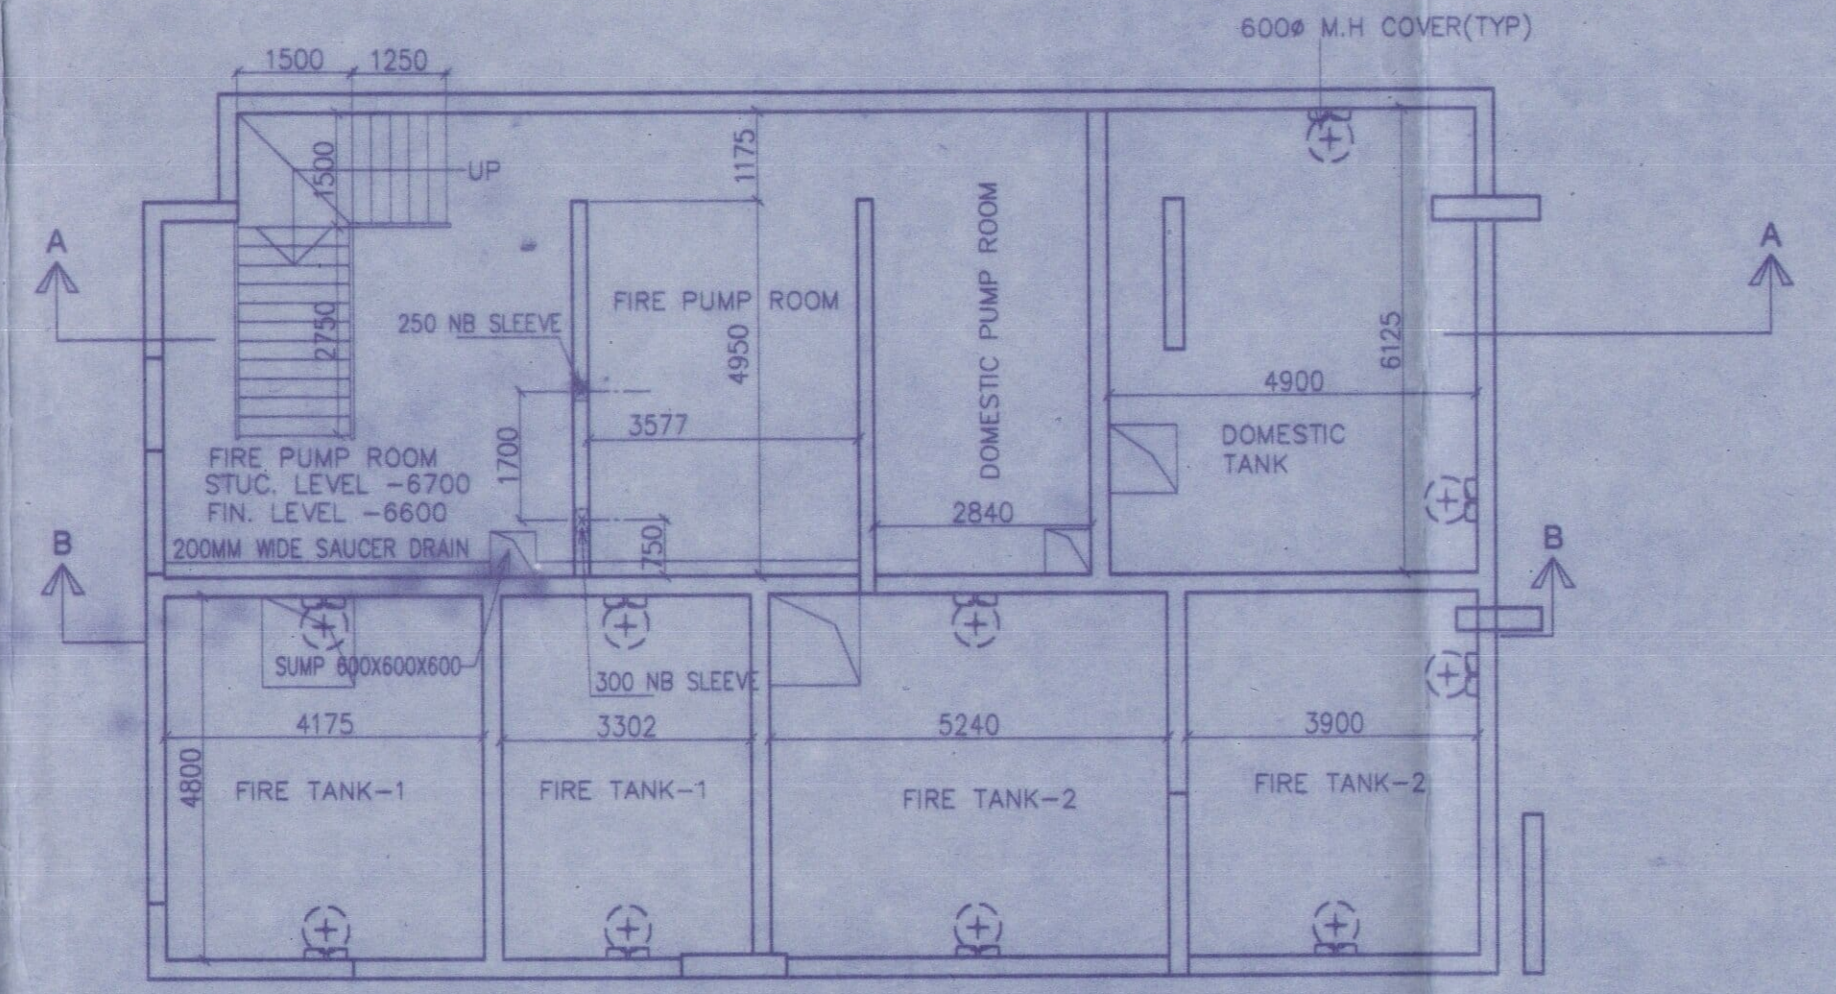 600ø M.H COVER(TYP)
1500 1250
1500
UP
1175
A
A
2750
250 NB SLEEVE
FIRE PUMP ROOM
4950
DOMESTIC PUMP ROOM
6125
4900
3577
1700
DOMESTIC
TANK
FIRE PUMP ROOM
STUC. LEVEL -6700
FIN. LEVEL -6600
2840
750
200MM WIDE SAUCER DRAIN
B
B
SUMP 600X600X600
300 NB SLEEVE
4175
3302
5240
3900
4800
FIRE TANK-1
FIRE TANK-1
FIRE TANK-2
FIRE TANK-2